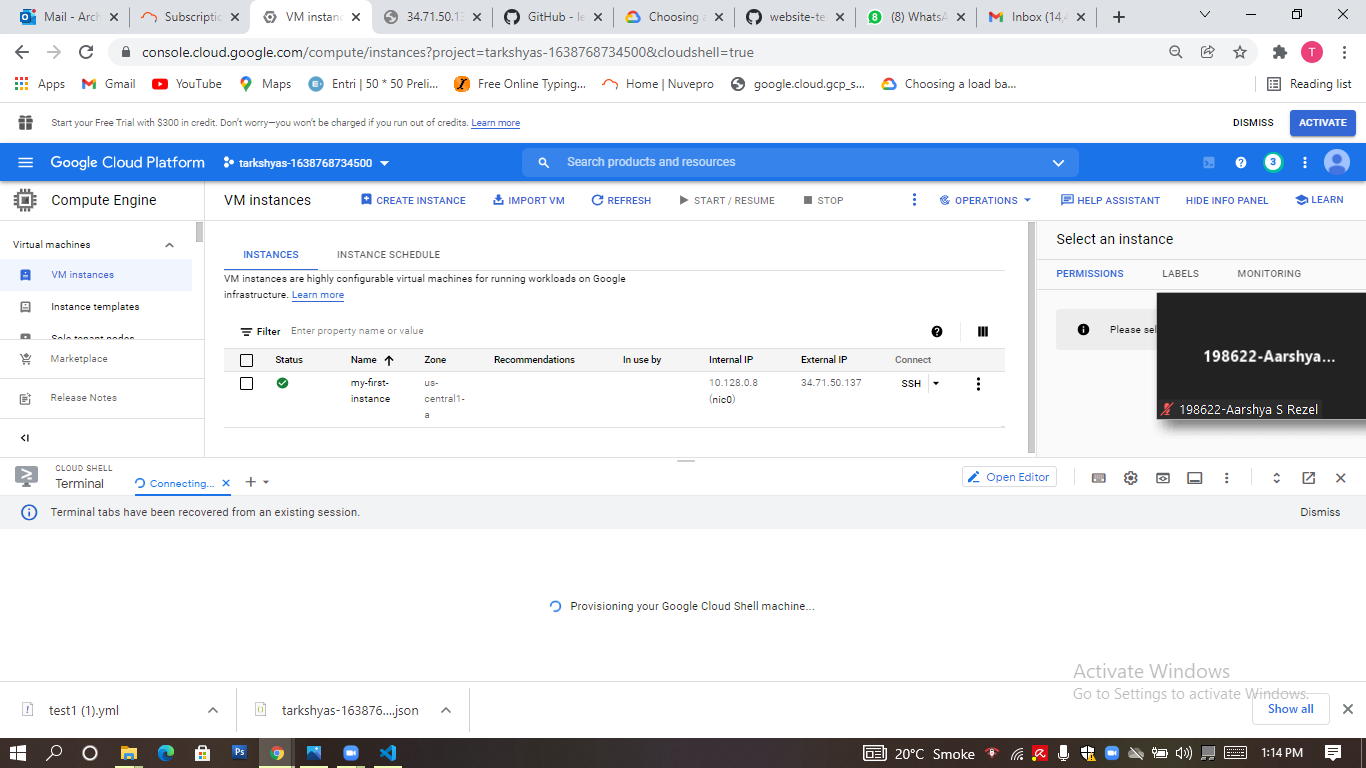 Mail - Arch
Subscriptic
VM instanc
34.71.50.13
GitHub - le
Choosing a
website-te
(8) WhatsA
Inbox (14,4
console.cloud.google.com/compute/instances?project=tarkshyas-1638768734500&cloudshell=true
T
Apps
Gmail
YouTube
Maps
Entri | 50 * 50 Preli...
Free Online Typing...
Home | Nuvepro
google.cloud.gcp_s...
Choosing a load ba...
Reading list
Start your Free Trial with $300 in credit. Don't worry—you won't be charged if you run out of credits. Learn more
DISMISS
ACTIVATE
Google Cloud Platform
tarkshyas-1638768734500
Search products and resources
3
Compute Engine
VM instances
CREATE INSTANCE
IMPORT VM
REFRESH
START / RESUME
STOP
OPERATIONS
HELP ASSISTANT
HIDE INFO PANEL
LEARN
Virtual machines
VM instances
Instance templates
Sole tenant nodes
Marketplace
Release Notes
INSTANCES
INSTANCE SCHEDULE
VM instances are highly configurable virtual machines for running workloads on Google
infrastructure. Learn more
Filter
Enter property name or value
Status
Name
Zone
Recommendations
In use by
Internal IP
External IP
Connect
my-first-
instance
us-
central1-
a
10.128.0.8
(nic0)
34.71.50.137
SSH
Select an instance
PERMISSIONS
LABELS
MONITORING
Please sel
198622-Aarshya...
198622-Aarshya S Rezel
CLOUD SHELL
Terminal
Connecting...
Open Editor
Terminal tabs have been recovered from an existing session.
Dismiss
Provisioning your Google Cloud Shell machine...
Activate Windows
Go to Settings to activate Windows.
test1 (1).yml
tarkshyas-163876....json
Show all
Ps
20°C Smoke
1:14 PM